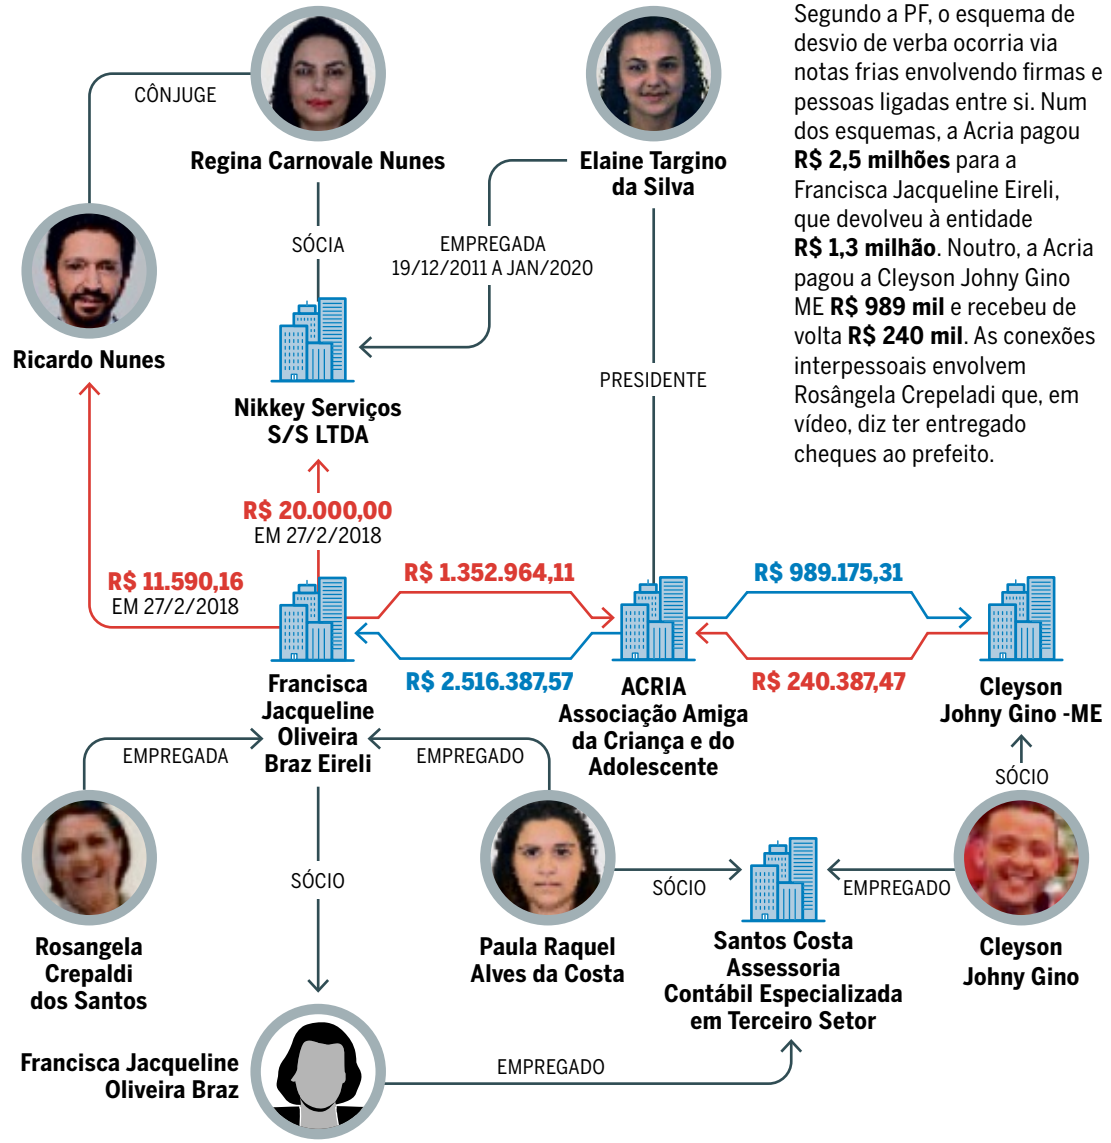 Segundo a PF, o esquema de
desvio de verba ocorria via
notas frias envolvendo firmas e
pessoas ligadas entre si. Num
dos esquemas, a Acria pagou
R$ 2,5 milhões para a
Francisca Jacqueline Eireli,
que devolveu à entidade
R$ 1,3 milhão. Noutro, a Acria
pagou a Cleyson Johny Gino
ME R$ 989 mil e recebeu de
volta R$ 240 mil. As conexões
interpessoais envolvem
Rosângela Crepeladi que, em
vídeo, diz ter entregado
cheques ao prefeito.
CÔNJUGE
Regina Carnovale Nunes
Elaine Targino
da Silva
SÓCIA
EMPREGADA
19/12/2011 A JAN/2020
Ricardo Nunes
PRESIDENTE
Nikkey Serviços
S/S LTDA
R$ 20.000,00
EM 27/2/2018
R$ 11.590,16
EM 27/2/2018
R$ 1.352.964,11
R$ 989.175,31
R$ 2.516.387,57
R$ 240.387,47
Francisca
Jacqueline
Oliveira
Braz Eireli
ACRIA
Associação Amiga
da Criança e do
Adolescente
Cleyson
Johny Gino -ME
EMPREGADA
EMPREGADO
SÓCIO
SÓCIO
SÓCIO
EMPREGADO
Rosangela
Crepaldi
dos Santos
Paula Raquel
Alves da Costa
Santos Costa
Assessoria
Contábil Especializada
em Terceiro Setor
Cleyson
Johny Gino
Francisca Jacqueline
Oliveira Braz
EMPREGADO